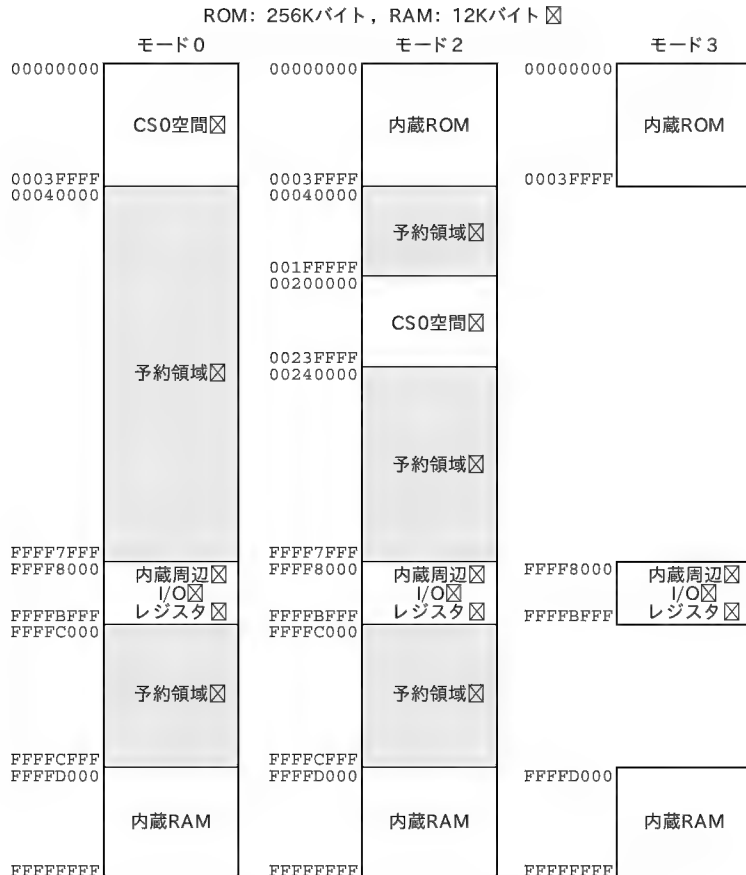 ROM: 256Kバイト, RAM: 12Kバイト
モード0
00000000
CS0空間
0003FFFF
00040000
予約領域
FFFF7FFF
FFFF8000
内蔵周辺
I/O
レジスタ
FFFFBFFF
FFFFC000
予約領域
FFFFCFFF
FFFFD000
内蔵RAM
FFFFFFFF
モード2
00000000
内蔵ROM
0003FFFF
00040000
予約領域
001FFFFF
00200000
CS0空間
0023FFFF
00240000
予約領域
FFFF7FFF
FFFF8000
内蔵周辺
I/O
レジスタ
FFFFBFFF
FFFFC000
予約領域
FFFFCFFF
FFFFD000
内蔵RAM
FFFFFFFF
モード3
00000000
内蔵ROM
0003FFFF
FFFF8000
内蔵周辺
I/O
レジスタ
FFFFBFFF
FFFFD000
内蔵RAM
FFFFFFFF